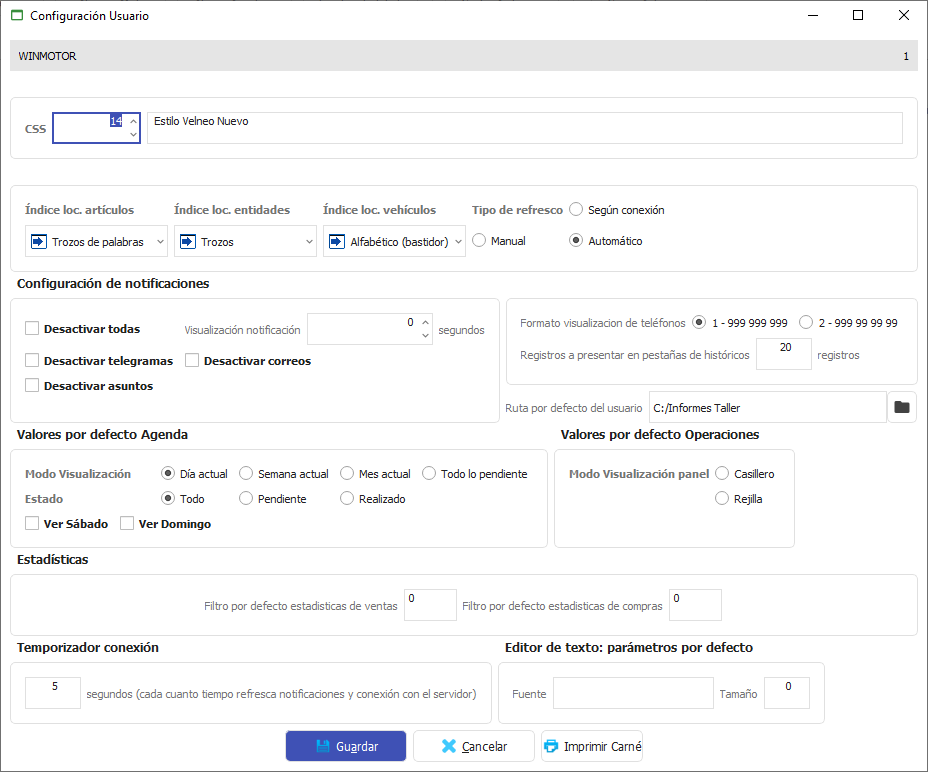 Configuración Usuario
WINMOTOR 1
CSS 14 Estilo Velneo Nuevo
Índice loc. artículos Índice loc. entidades Índice loc. vehículos Tipo de refresco Según conexión
Trozos de palabras Trozos Alfabético (bastidor) Manual Automático
Configuración de notificaciones
Desactivar todas Visualización notificación 0 segundos
Desactivar telegramas Desactivar correos
Desactivar asuntos
Formato visualizacion de teléfonos 1 - 999 999 999 2 - 999 99 99 99
Registros a presentar en pestañas de históricos 20 registros
Ruta por defecto del usuario C:/Informes Taller
Valores por defecto Agenda
Modo Visualización Día actual Semana actual Mes actual Todo lo pendiente
Estado Todo Pendiente Realizado
Ver Sábado Ver Domingo
Valores por defecto Operaciones
Modo Visualización panel Casillero
Rejilla
Estadísticas
Filtro por defecto estadisticas de ventas 0 Filtro por defecto estadisticas de compras 0
Temporizador conexión
5 segundos (cada cuanto tiempo refresca notificaciones y conexión con el servidor)
Editor de texto: parámetros por defecto
Fuente Tamaño 0
Guardar Cancelar Imprimir Carné